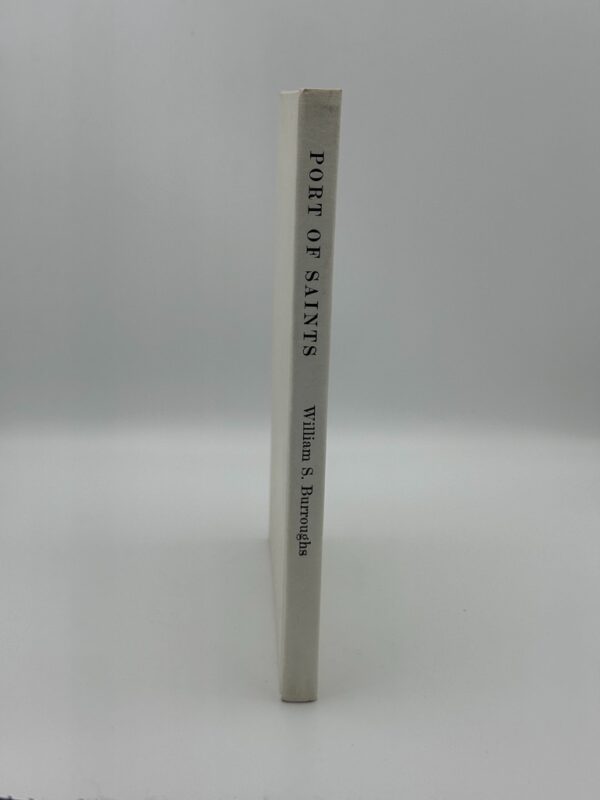 PORT OF SAINTS
William S. Burroughs